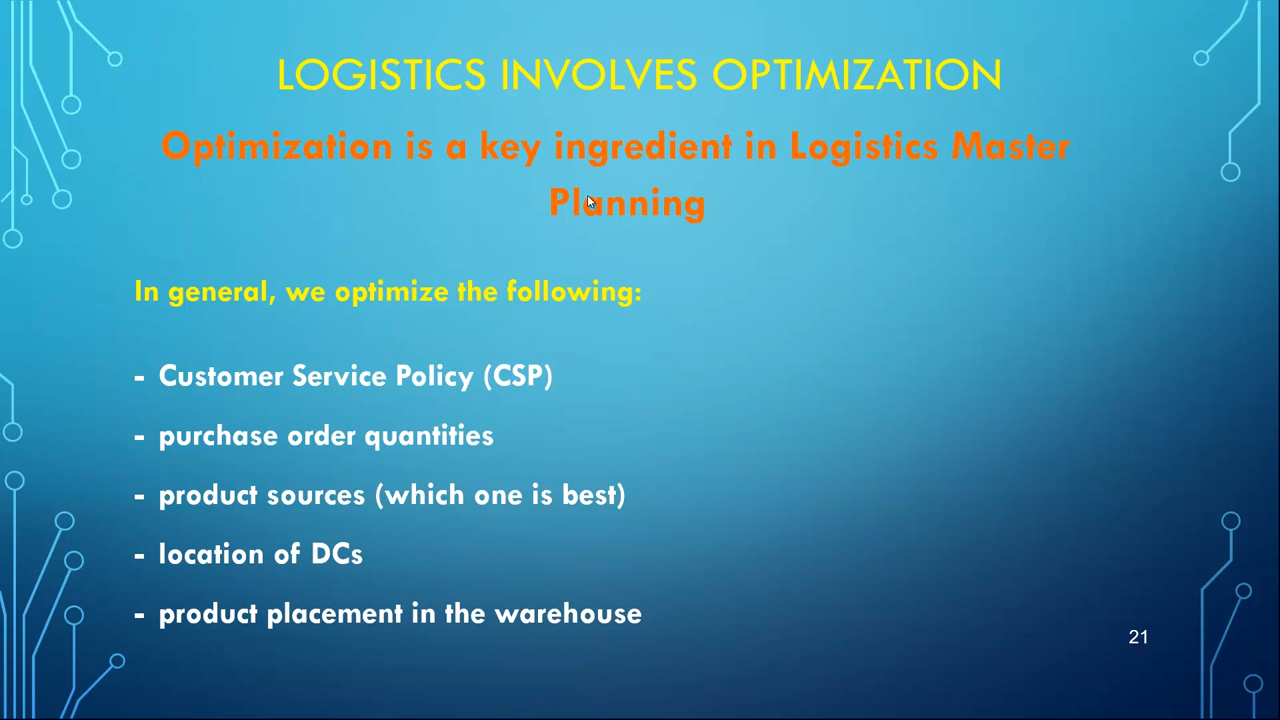 LOGISTICS INVOLVES OPTIMIZATION
Optimization is a key ingredient in Logistics Master
Planning
In general, we optimize the following:
- Customer Service Policy (CSP)
- purchase order quantities
- product sources (which one is best)
- location of DCs
- product placement in the warehouse
21